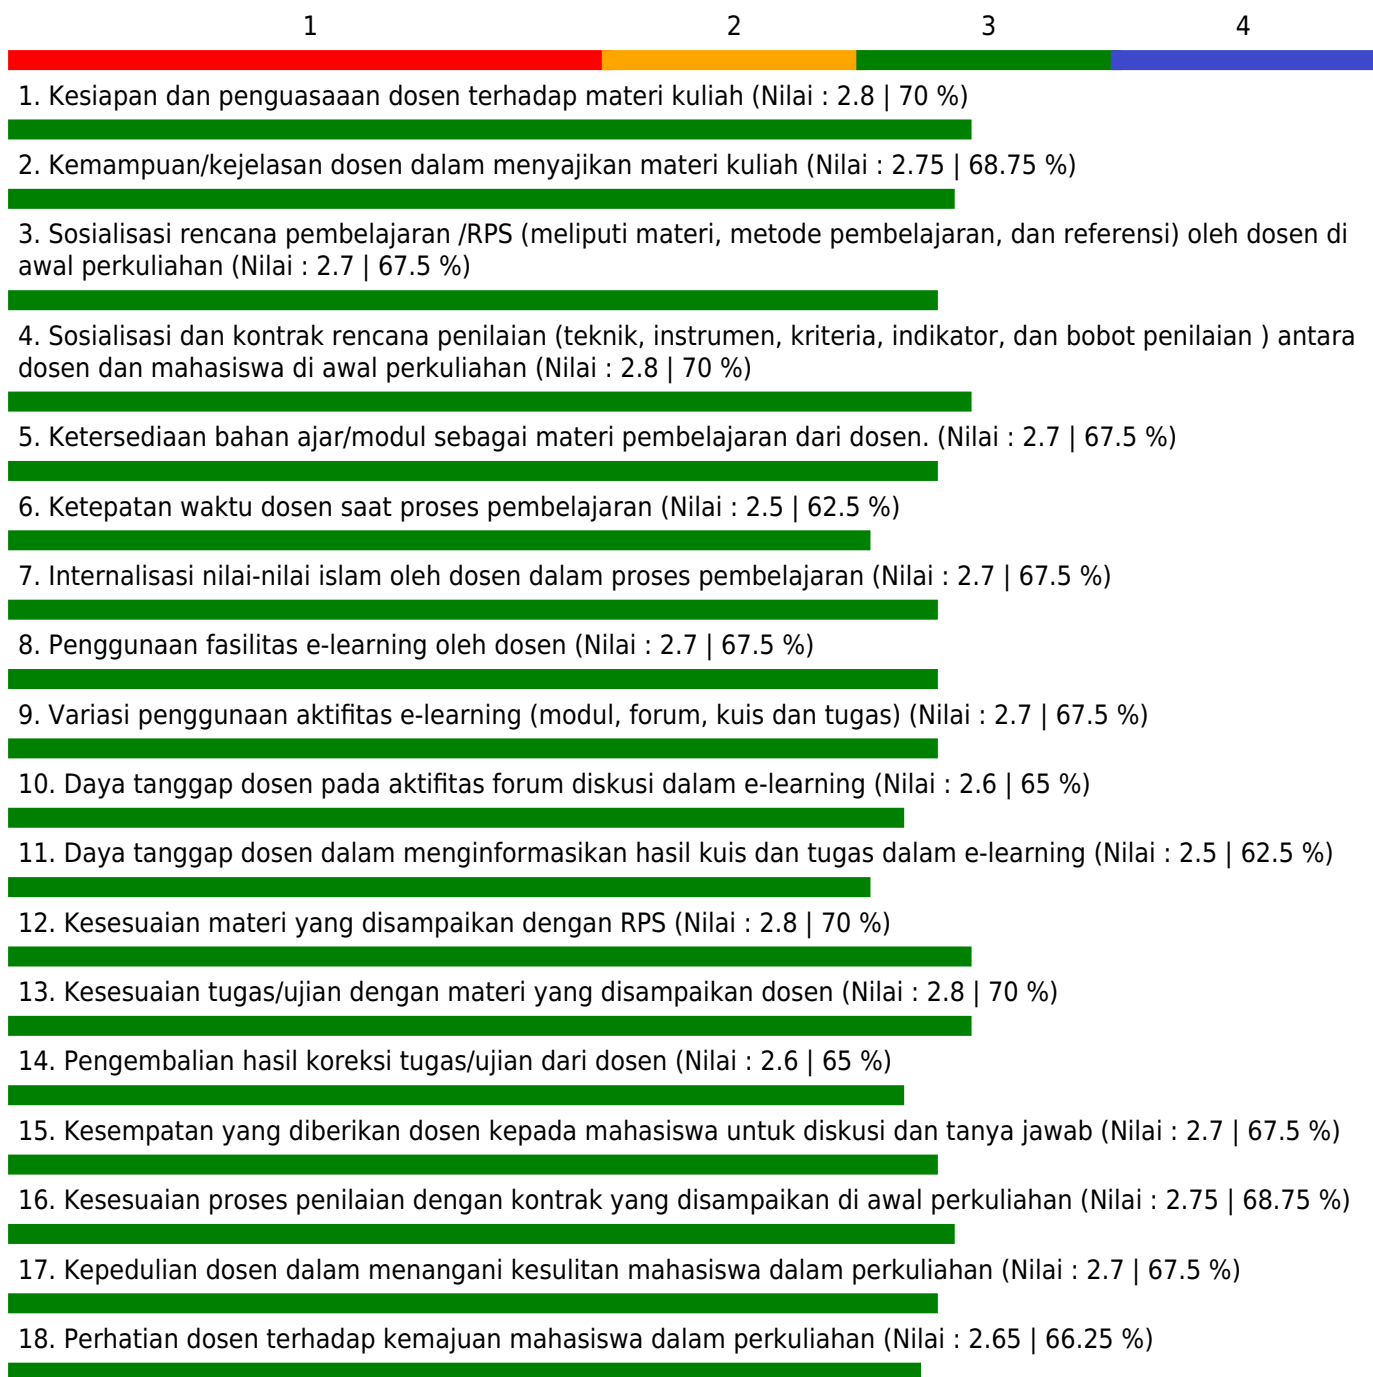 1 2 3 4
1. Kesiapan dan penguasaaan dosen terhadap materi kuliah (Nilai : 2.8 | 70 %)
2. Kemampuan/kejelasan dosen dalam menyajikan materi kuliah (Nilai : 2.75 | 68.75 %)
3. Sosialisasi rencana pembelajaran /RPS (meliputi materi, metode pembelajaran, dan referensi) oleh dosen di
awal perkuliahan (Nilai : 2.7 | 67.5 %)
4. Sosialisasi dan kontrak rencana penilaian (teknik, instrumen, kriteria, indikator, dan bobot penilaian ) antara
dosen dan mahasiswa di awal perkuliahan (Nilai : 2.8 | 70 %)
5. Ketersediaan bahan ajar/modul sebagai materi pembelajaran dari dosen. (Nilai : 2.7 | 67.5 %)
6. Ketepatan waktu dosen saat proses pembelajaran (Nilai : 2.5 | 62.5 %)
7. Internalisasi nilai-nilai islam oleh dosen dalam proses pembelajaran (Nilai : 2.7 | 67.5 %)
8. Penggunaan fasilitas e-learning oleh dosen (Nilai : 2.7 | 67.5 %)
9. Variasi penggunaan aktifitas e-learning (modul, forum, kuis dan tugas) (Nilai : 2.7 | 67.5 %)
10. Daya tanggap dosen pada aktifitas forum diskusi dalam e-learning (Nilai : 2.6 | 65 %)
11. Daya tanggap dosen dalam menginformasikan hasil kuis dan tugas dalam e-learning (Nilai : 2.5 | 62.5 %)
12. Kesesuaian materi yang disampaikan dengan RPS (Nilai : 2.8 | 70 %)
13. Kesesuaian tugas/ujian dengan materi yang disampaikan dosen (Nilai : 2.8 | 70 %)
14. Pengembalian hasil koreksi tugas/ujian dari dosen (Nilai : 2.6 | 65 %)
15. Kesempatan yang diberikan dosen kepada mahasiswa untuk diskusi dan tanya jawab (Nilai : 2.7 | 67.5 %)
16. Kesesuaian proses penilaian dengan kontrak yang disampaikan di awal perkuliahan (Nilai : 2.75 | 68.75 %)
17. Kepedulian dosen dalam menangani kesulitan mahasiswa dalam perkuliahan (Nilai : 2.7 | 67.5 %)
18. Perhatian dosen terhadap kemajuan mahasiswa dalam perkuliahan (Nilai : 2.65 | 66.25 %)